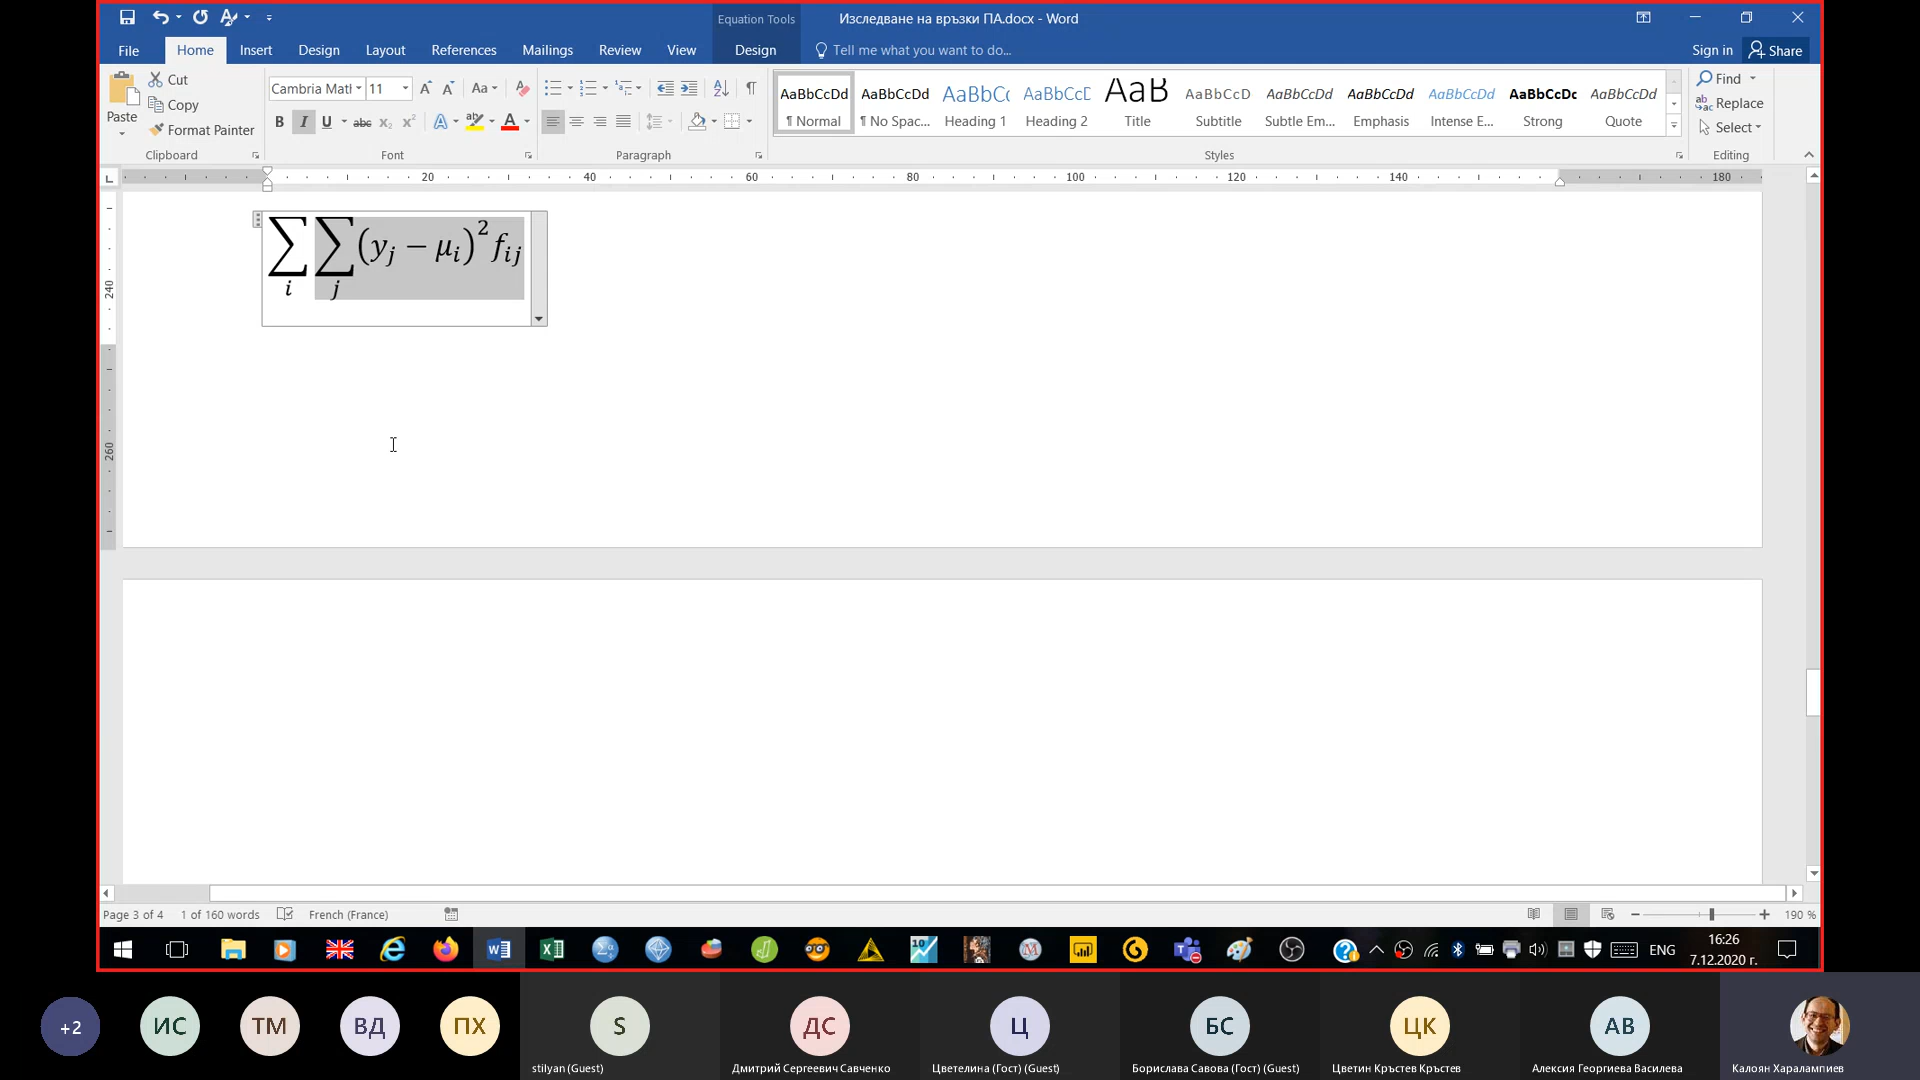 Equation Tools
Изследване на връзки ПА.docx - Word
File
Home
Insert
Design
Layout
References
Mailings
Review
View
Design
Tell me what you want to do...
Sign in
Share
Paste
Cut
Copy
Format Painter
Clipboard
Cambria Mat
11
Aa
B I U abc x₂ x²
Font
Paragraph
AaBbCcDd
¶ Normal
AaBbCcDd
¶ No Spac...
AaBbCc
Heading 1
AaBbCcD
Heading 2
AaB
Title
AaBbCcD
Subtitle
AaBbCcDd
Subtle Em...
AaBbCcDd
Emphasis
AaBbCcDd
Intense E...
AaBbCcDc
Strong
AaBbCcDd
Quote
Styles
Find
Replace
Select
Editing
20 40 60 80 100 120 140 180
240
260
∑i ∑j (yj − μi)² fij
Page 3 of 4
1 of 160 words
French (France)
190 %
ENG
16:26
7.12.2020 г.
+2
ИС
ТМ
ВД
ПХ
S
stilyan (Guest)
ДС
Дмитрий Сергеевич Савченко
Ц
Цветелина (Гост) (Guest)
БС
Борислава Савова (Гост) (Guest)
ЦК
Цветин Кръстев Кръстев
АВ
Алексия Георгиева Василева
Калоян Харалампиев